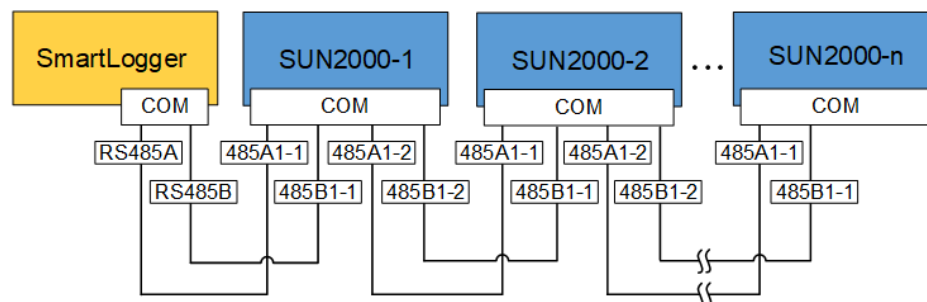 SmartLogger
SUN2000-1
SUN2000-2
...
SUN2000-n
COM
COM
COM
COM
RS485A
485A1-1
485A1-2
485A1-1
485A1-2
485A1-1
RS485B
485B1-1
485B1-2
485B1-1
485B1-2
485B1-1